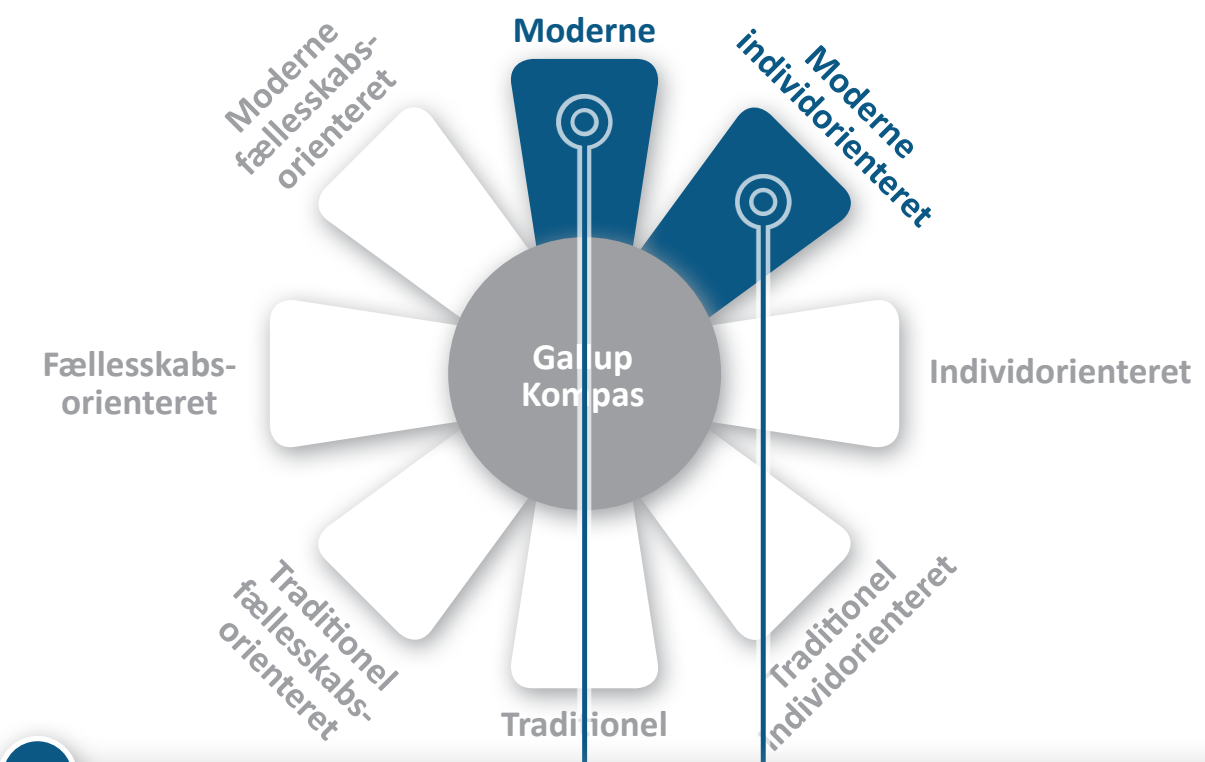 Moderne
Moderne
individorienteret
Moderne
fællesskabs-
orienteret
Gallup
Kompas
Fællesskabs-
orienteret
Individorienteret
Traditionel
fællesskabs-
orienteret
Traditionel
individorienteret
Traditionel